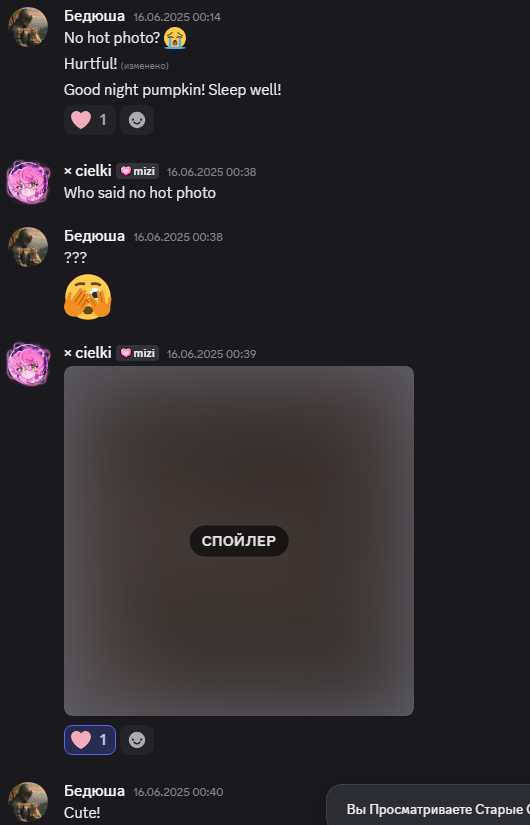 Бедюша 16.06.2025 00:14
No hot photo? 😭
Hurtful! (изменено)
Good night pumpkin! Sleep well!
1
× cielki mizi 16.06.2025 00:38
Who said no hot photo
Бедюша 16.06.2025 00:38
???
× cielki mizi 16.06.2025 00:39
СПОЙЛЕР
1
Бедюша 16.06.2025 00:40
Cute!
Вы Просматриваете Старые